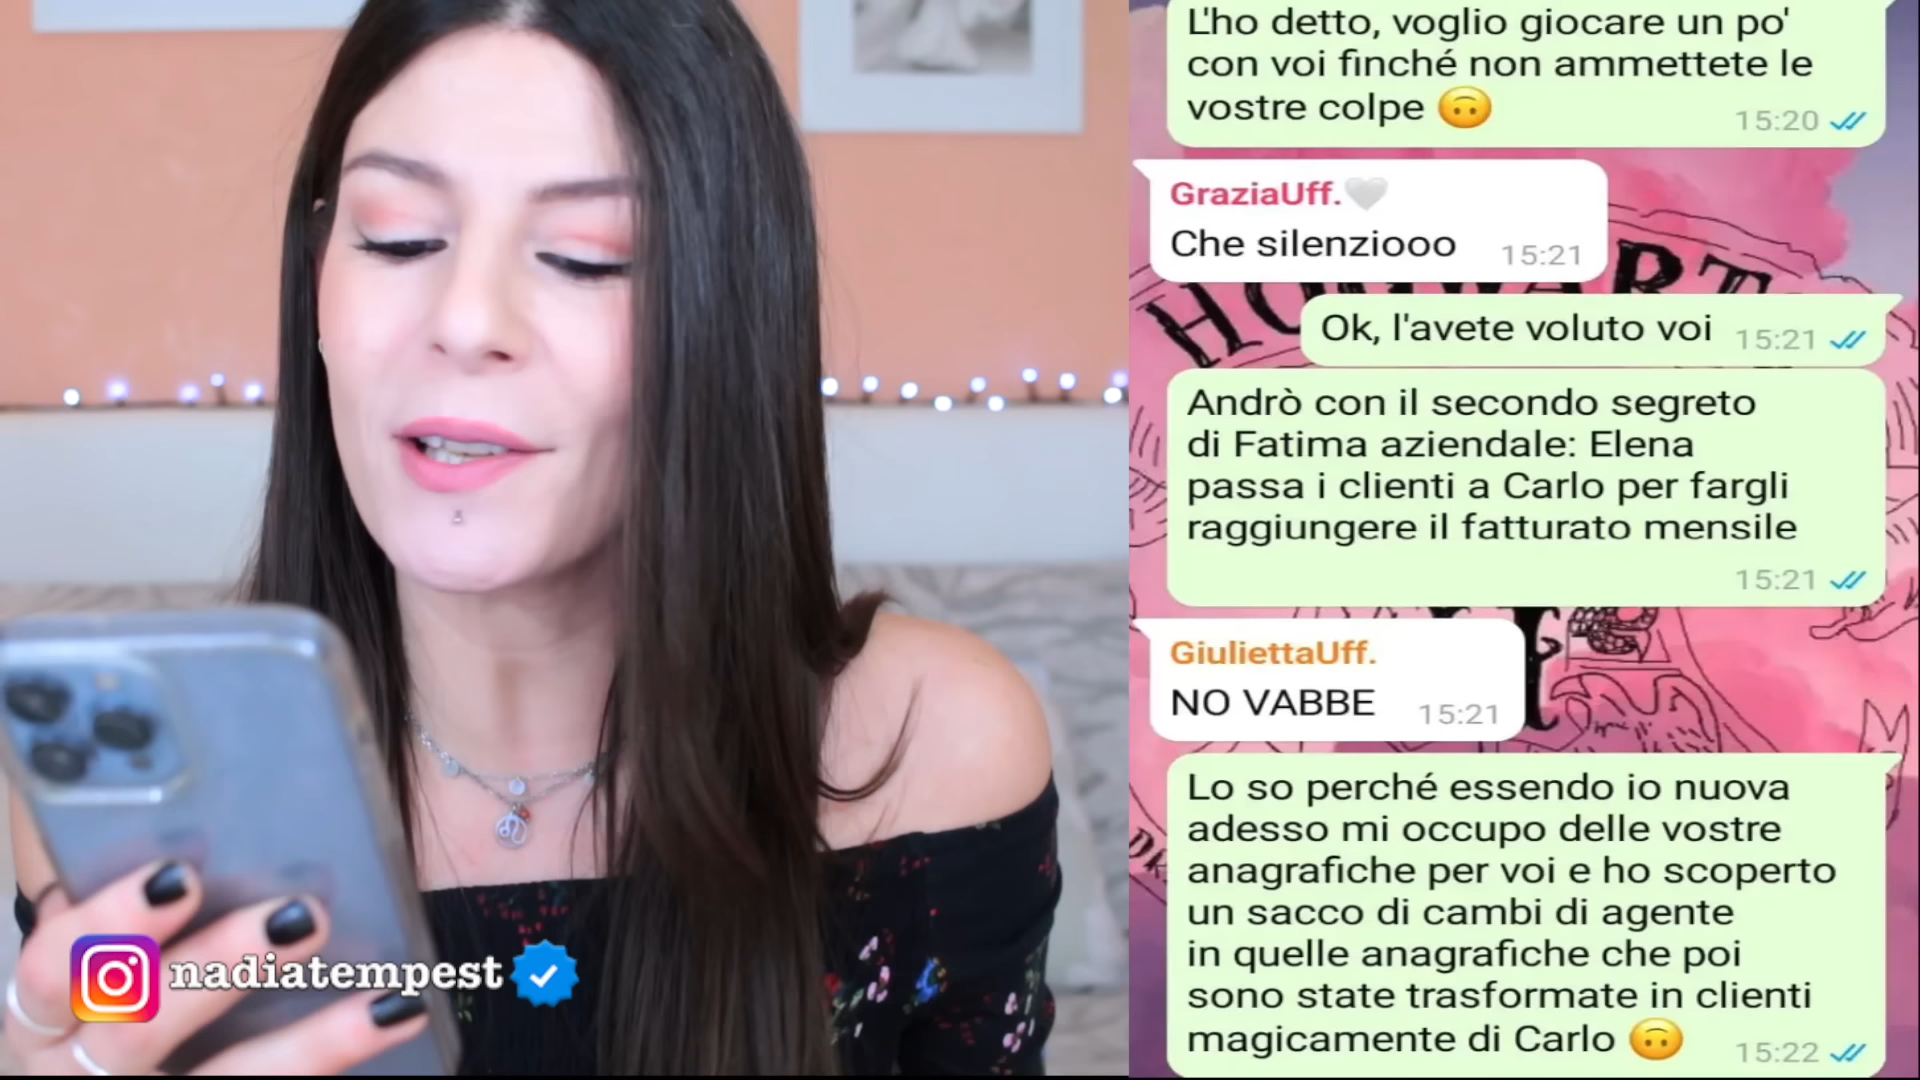 L'ho detto, voglio giocare un po'
con voi finché non ammettete le
vostre colpe 🙃
15:20
GraziaUff.🤍
Che silenziooo
15:21
HOGWART
Ok, l'avete voluto voi
15:21
Andrò con il secondo segreto
di Fatima aziendale: Elena
passa i clienti a Carlo per fargli
raggiungere il fatturato mensile
15:21
GiuliettaUff.
NO VABBE
15:21
Lo so perché essendo io nuova
adesso mi occupo delle vostre
anagrafiche per voi e ho scoperto
un sacco di cambi di agente
in quelle anagrafiche che poi
sono state trasformate in clienti
magicamente di Carlo 🙃
15:22
nadiatempest